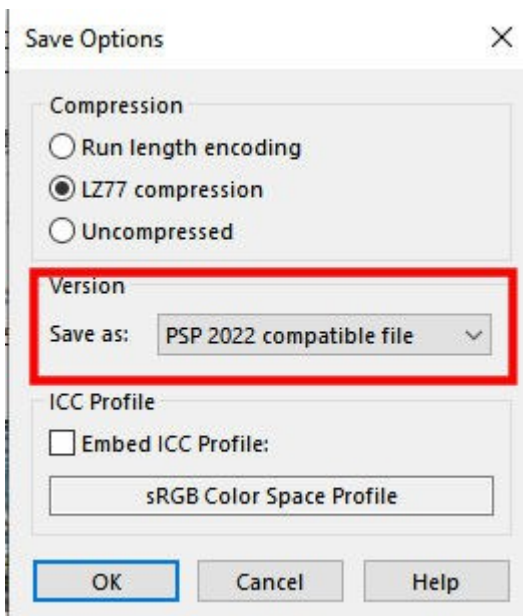 Save Options
Compression
Run length encoding
LZ77 compression
Uncompressed
Version
Save as: PSP 2022 compatible file
ICC Profile
Embed ICC Profile:
sRGB Color Space Profile
OK Cancel Help